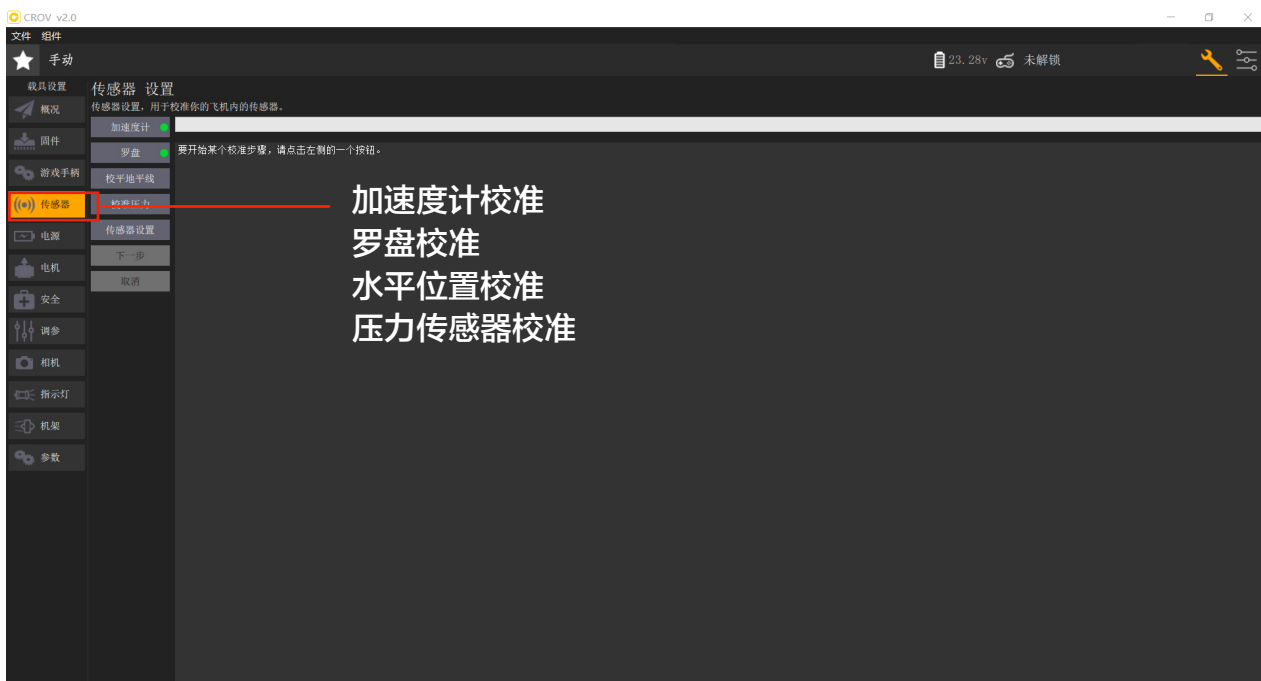 CROV v2.0
文件 组件
手动
23.28v
未解锁
载具设置
概况
固件
游戏手柄
传感器
电源
电机
安全
调参
相机
指示灯
机架
参数
传感器 设置
传感器设置，用于校准你的飞机内的传感器。
加速度计
罗盘
校平地平线
校准压力
传感器设置
下一步
取消
要开始某个校准步骤，请点击左侧的一个按钮。
加速度计校准
罗盘校准
水平位置校准
压力传感器校准